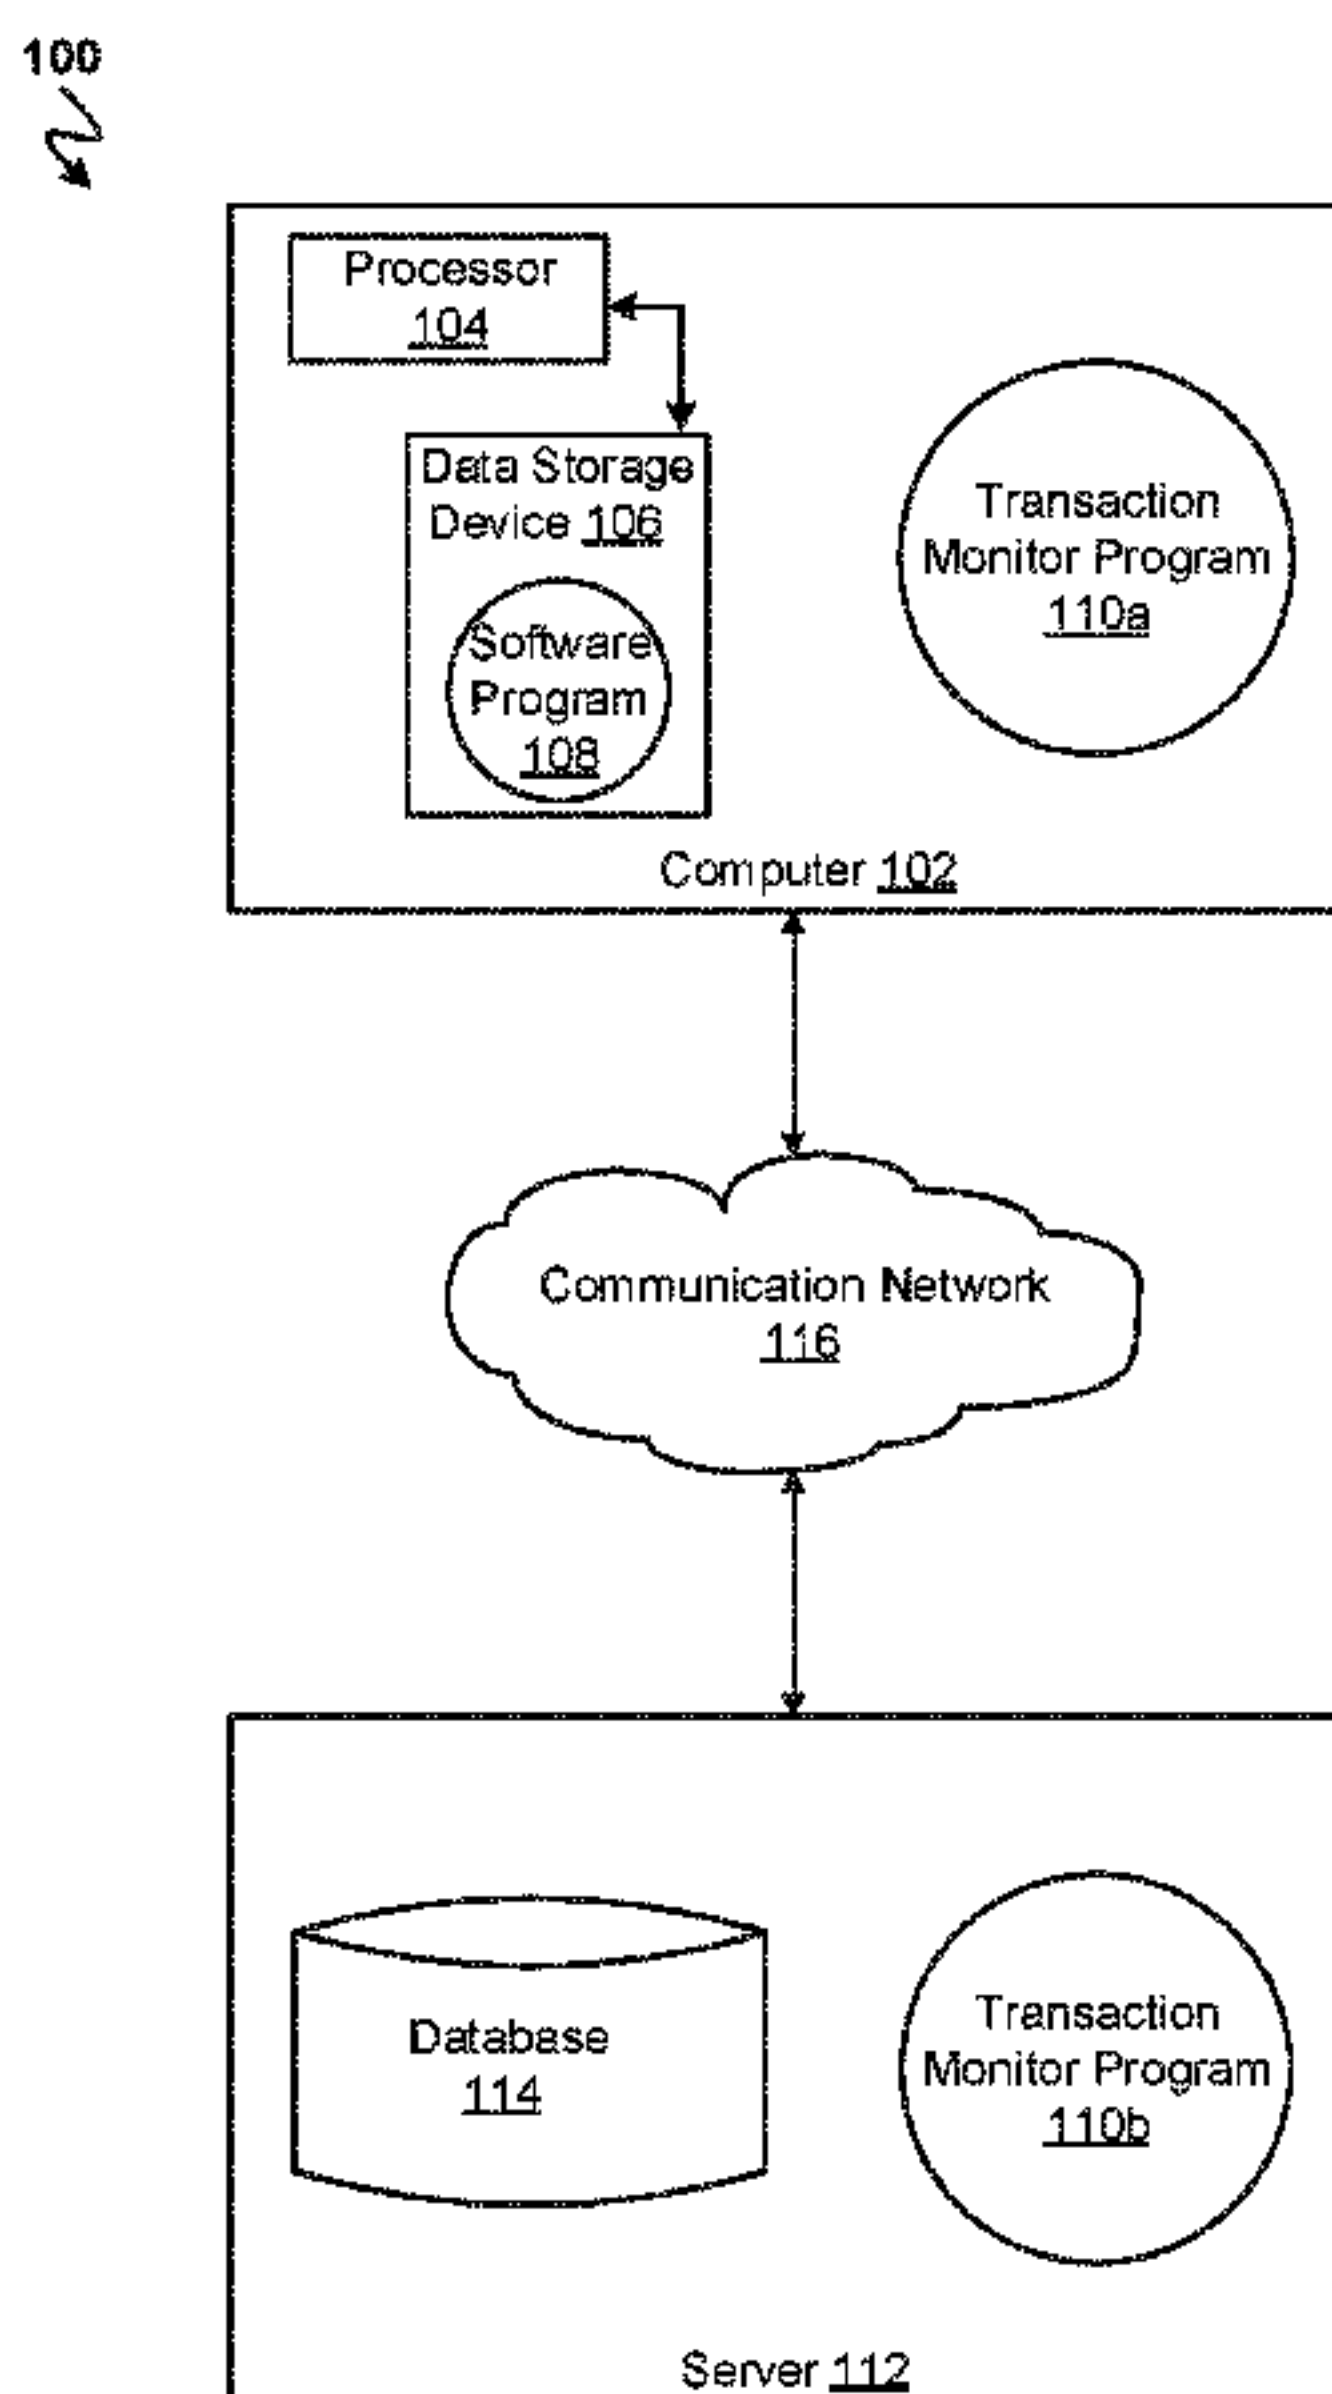 100
Processor
104
Data Storage
Device 106
Software
Program
108
Transaction
Monitor Program
110a
Computer 102
Communication Network
116
Database
114
Transaction
Monitor Program
110b
Server 112